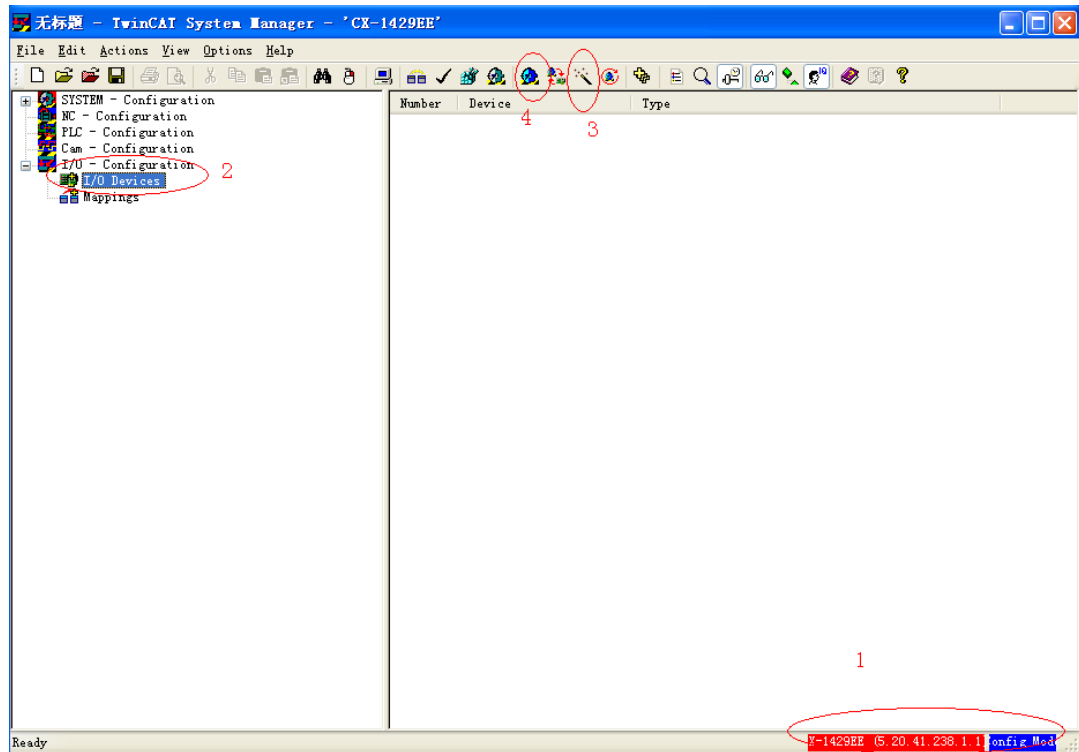 无标题 - TwinCAT System Manager - 'CX-1429EE'
File Edit Actions View Options Help
4
3
SYSTEM - Configuration
NC - Configuration
PLC - Configuration
Cam - Configuration
I/O - Configuration
I/O Devices
Mappings
2
Number Device Type
1
Ready
X-1429EE (5.20.41.238.1.1) Config Mod